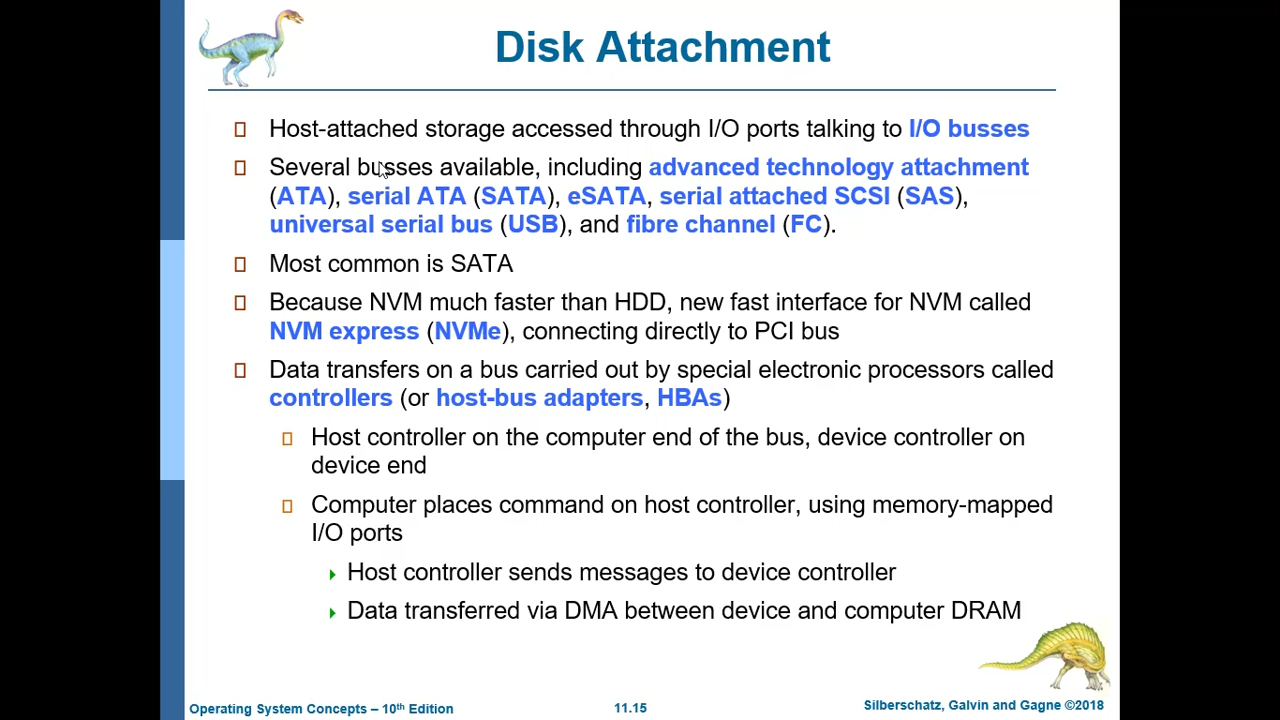 Disk Attachment
Host-attached storage accessed through I/O ports talking to I/O busses
Several busses available, including advanced technology attachment
(ATA), serial ATA (SATA), eSATA, serial attached SCSI (SAS),
universal serial bus (USB), and fibre channel (FC).
Most common is SATA
Because NVM much faster than HDD, new fast interface for NVM called
NVM express (NVMe), connecting directly to PCI bus
Data transfers on a bus carried out by special electronic processors called
controllers (or host-bus adapters, HBAs)
Host controller on the computer end of the bus, device controller on
device end
Computer places command on host controller, using memory-mapped
I/O ports
Host controller sends messages to device controller
Data transferred via DMA between device and computer DRAM
Operating System Concepts – 10th Edition
11.15
Silberschatz, Galvin and Gagne ©2018